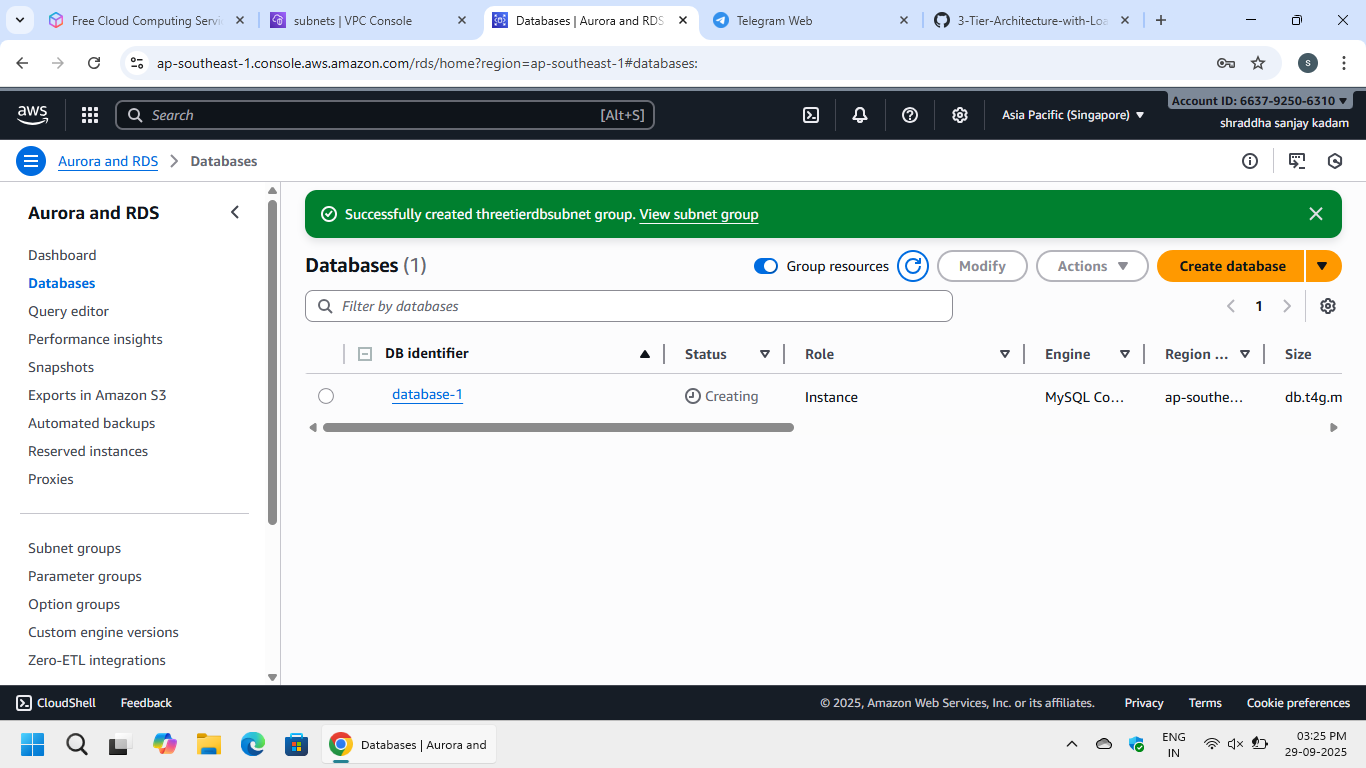 Free Cloud Computing Servi
subnets | VPC Console
Databases | Aurora and RDS
Telegram Web
3-Tier-Architecture-with-Loa
ap-southeast-1.console.aws.amazon.com/rds/home?region=ap-southeast-1#databases:
s
aws
Search
[Alt+S]
Asia Pacific (Singapore)
Account ID: 6637-9250-6310
shraddha sanjay kadam
Aurora and RDS
Databases
Aurora and RDS
Dashboard
Databases
Query editor
Performance insights
Snapshots
Exports in Amazon S3
Automated backups
Reserved instances
Proxies
Subnet groups
Parameter groups
Option groups
Custom engine versions
Zero-ETL integrations
Successfully created threetierdbsubnet group. View subnet group
Databases (1)
Group resources
Modify
Actions
Create database
Filter by databases
1
DB identifier
Status
Role
Engine
Region ...
Size
database-1
Creating
Instance
MySQL Co...
ap-southe...
db.t4g.m
CloudShell
Feedback
© 2025, Amazon Web Services, Inc. or its affiliates.
Privacy
Terms
Cookie preferences
Databases | Aurora and
ENG
IN
03:25 PM
29-09-2025